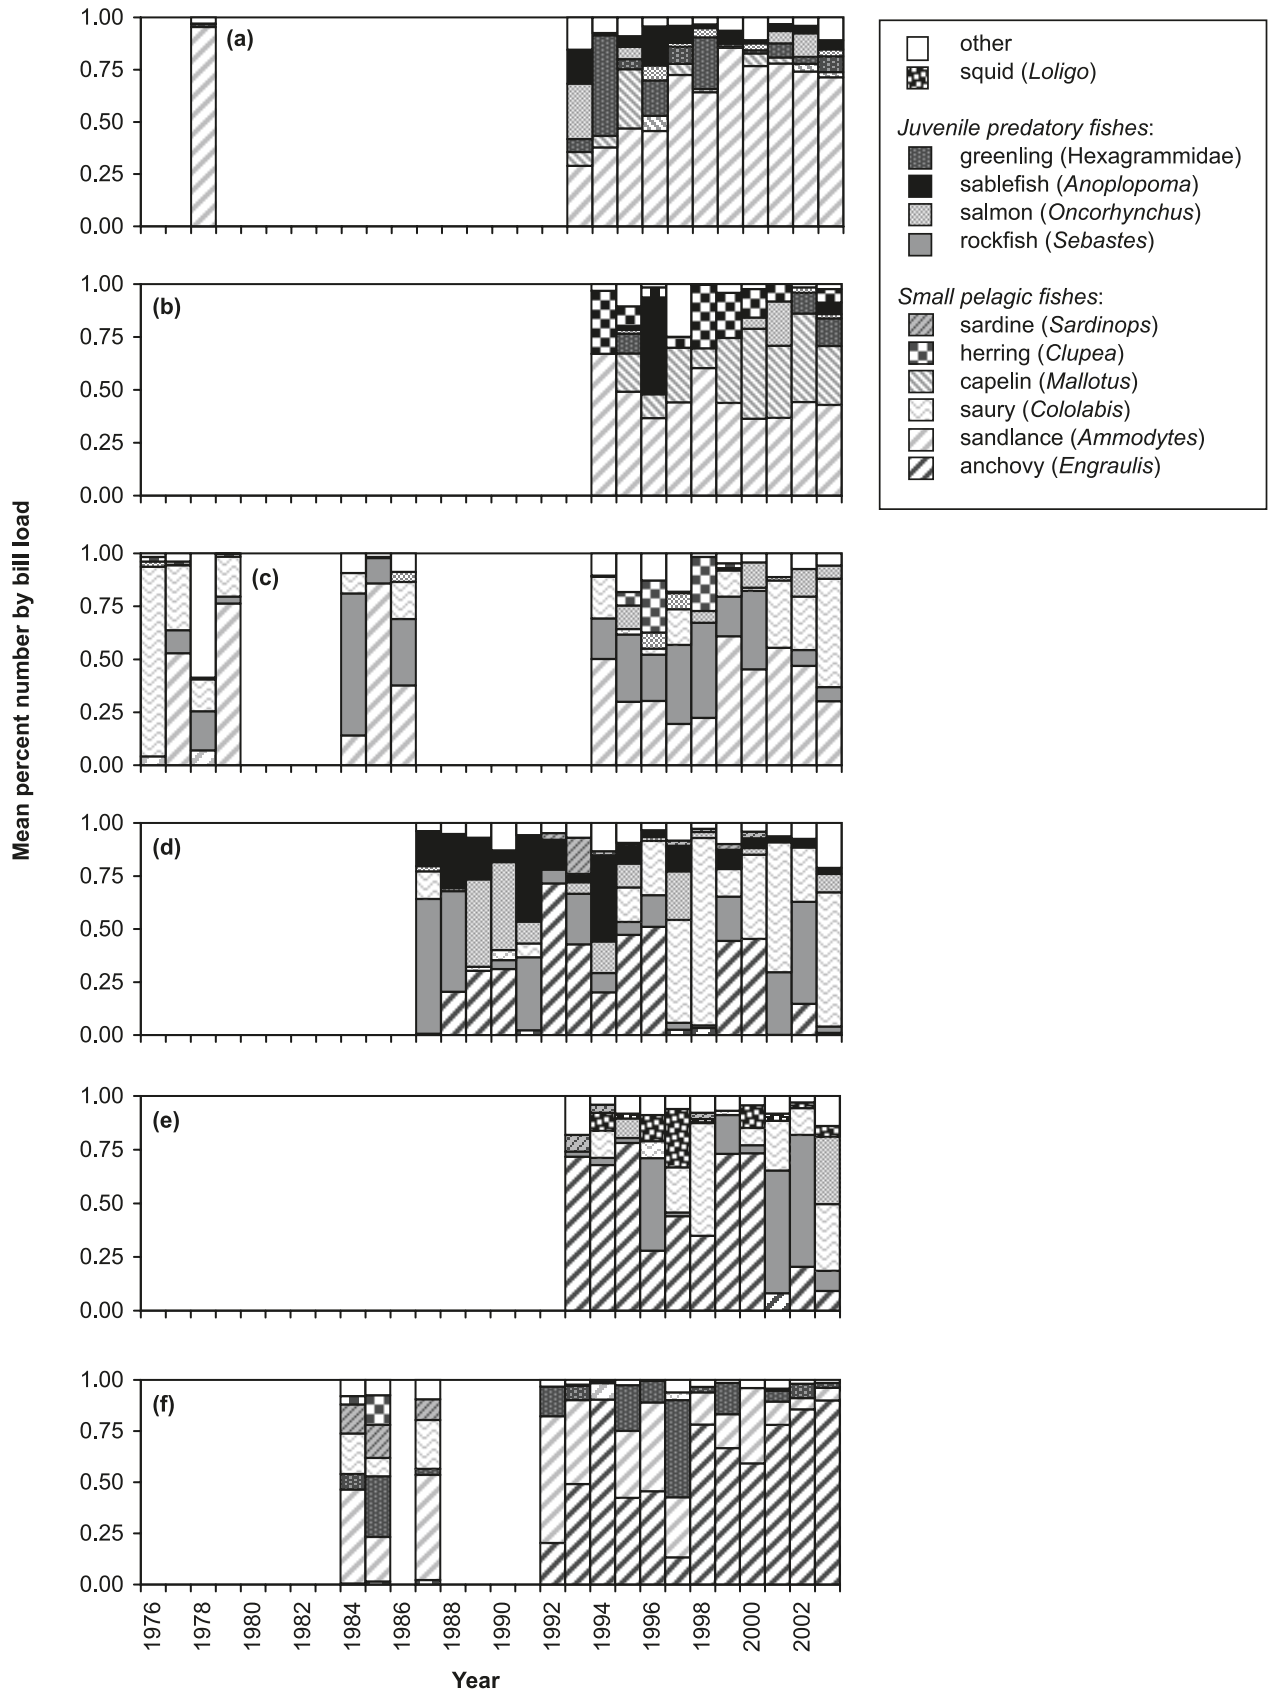 Mean percent number by bill load
1.00
0.75
0.50
0.25
0.00
(a)
1.00
0.75
0.50
0.25
0.00
(b)
1.00
0.75
0.50
0.25
0.00
(c)
1.00
0.75
0.50
0.25
0.00
(d)
1.00
0.75
0.50
0.25
0.00
(e)
1.00
0.75
0.50
0.25
0.00
(f)
1976
1978
1980
1982
1984
1986
1988
1990
1992
1994
1996
1998
2000
2002
Year
other
squid (Loligo)
Juvenile predatory fishes:
greenling (Hexagrammidae)
sablefish (Anoplopoma)
salmon (Oncorhynchus)
rockfish (Sebastes)
Small pelagic fishes:
sardine (Sardinops)
herring (Clupea)
capelin (Mallotus)
saury (Cololabis)
sandlance (Ammodytes)
anchovy (Engraulis)